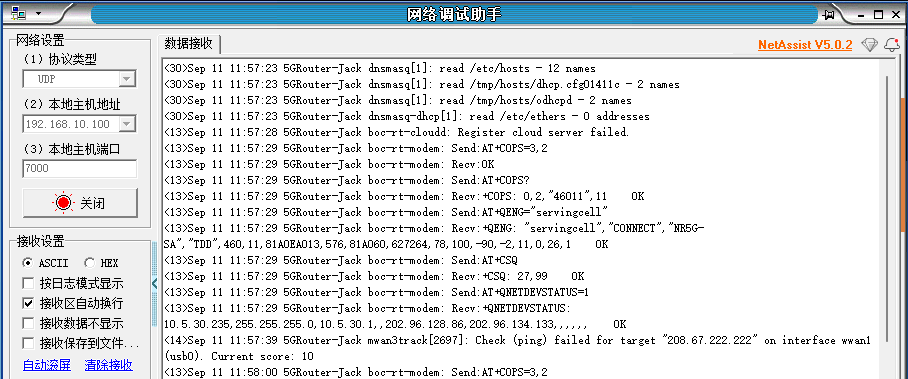 网络调试助手
网络设置
(1) 协议类型
UDP
(2) 本地主机地址
192.168.10.100
(3) 本地主机端口
7000
关闭
接收设置
ASCII HEX
按日志模式显示
接收区自动换行
接收数据不显示
接收保存到文件...
自动滚屏 清除接收
数据接收
NetAssist V5.0.2
<30>Sep 11 11:57:23 5GRouter-Jack dnsmasq[1]: read /etc/hosts - 12 names
<30>Sep 11 11:57:23 5GRouter-Jack dnsmasq[1]: read /tmp/hosts/dhcp.cfg01411c - 2 names
<30>Sep 11 11:57:23 5GRouter-Jack dnsmasq[1]: read /tmp/hosts/odhcpd - 2 names
<30>Sep 11 11:57:23 5GRouter-Jack dnsmasq-dhcp[1]: read /etc/ethers - 0 addresses
<13>Sep 11 11:57:28 5GRouter-Jack boc-rt-cloudd: Register cloud server failed.
<13>Sep 11 11:57:29 5GRouter-Jack boc-rt-modem: Send:AT+COPS=3,2
<13>Sep 11 11:57:29 5GRouter-Jack boc-rt-modem: Recv:OK
<13>Sep 11 11:57:29 5GRouter-Jack boc-rt-modem: Send:AT+COPS?
<13>Sep 11 11:57:29 5GRouter-Jack boc-rt-modem: Recv:+COPS: 0,2,"46011",11 OK
<13>Sep 11 11:57:29 5GRouter-Jack boc-rt-modem: Send:AT+QENG="servingcell"
<13>Sep 11 11:57:29 5GRouter-Jack boc-rt-modem: Recv:+QENG: "servingcell","CONNECT","NR5G-
SA","TDD",460,11,81A0EA013,576,81A060,627264,78,100,-90,-2,11,0,26,1 OK
<13>Sep 11 11:57:29 5GRouter-Jack boc-rt-modem: Send:AT+CSQ
<13>Sep 11 11:57:29 5GRouter-Jack boc-rt-modem: Recv:+CSQ: 27,99 OK
<13>Sep 11 11:57:29 5GRouter-Jack boc-rt-modem: Send:AT+QNETDEVSTATUS=1
<13>Sep 11 11:57:29 5GRouter-Jack boc-rt-modem: Recv:+QNETDEVSTATUS:
10.5.30.235,255.255.255.0,10.5.30.1,,202.96.128.86,202.96.134.133,,,,, OK
<14>Sep 11 11:57:39 5GRouter-Jack mwan3track[2697]: Check (ping) failed for target "208.67.222.222" on interface wwan1
(usb0). Current score: 10
<13>Sep 11 11:58:00 5GRouter-Jack boc-rt-modem: Send:AT+COPS=3,2